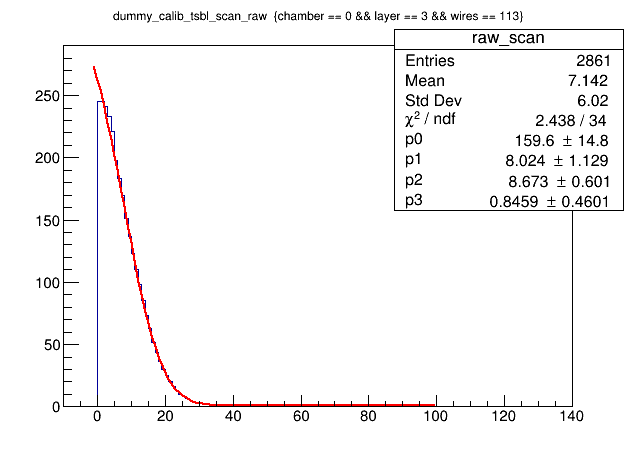 dummy_calib_tsbl_scan_raw {chamber == 0 && layer == 3 && wires == 113}
raw_scan
Entries 2861
Mean 7.142
Std Dev 6.02
χ² / ndf 2.438 / 34
p0 159.6 ± 14.8
p1 8.024 ± 1.129
p2 8.673 ± 0.601
p3 0.8459 ± 0.4601
250
200
150
100
50
0
0 20 40 60 80 100 120 140